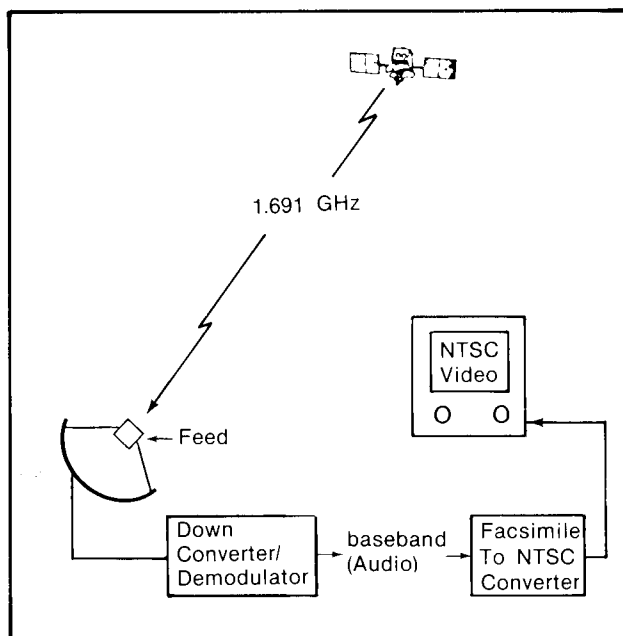 1.691 GHz
NTSC
Video
Feed
Down
Converter/
Demodulator
baseband
(Audio)
Facsimile
To NTSC
Converter